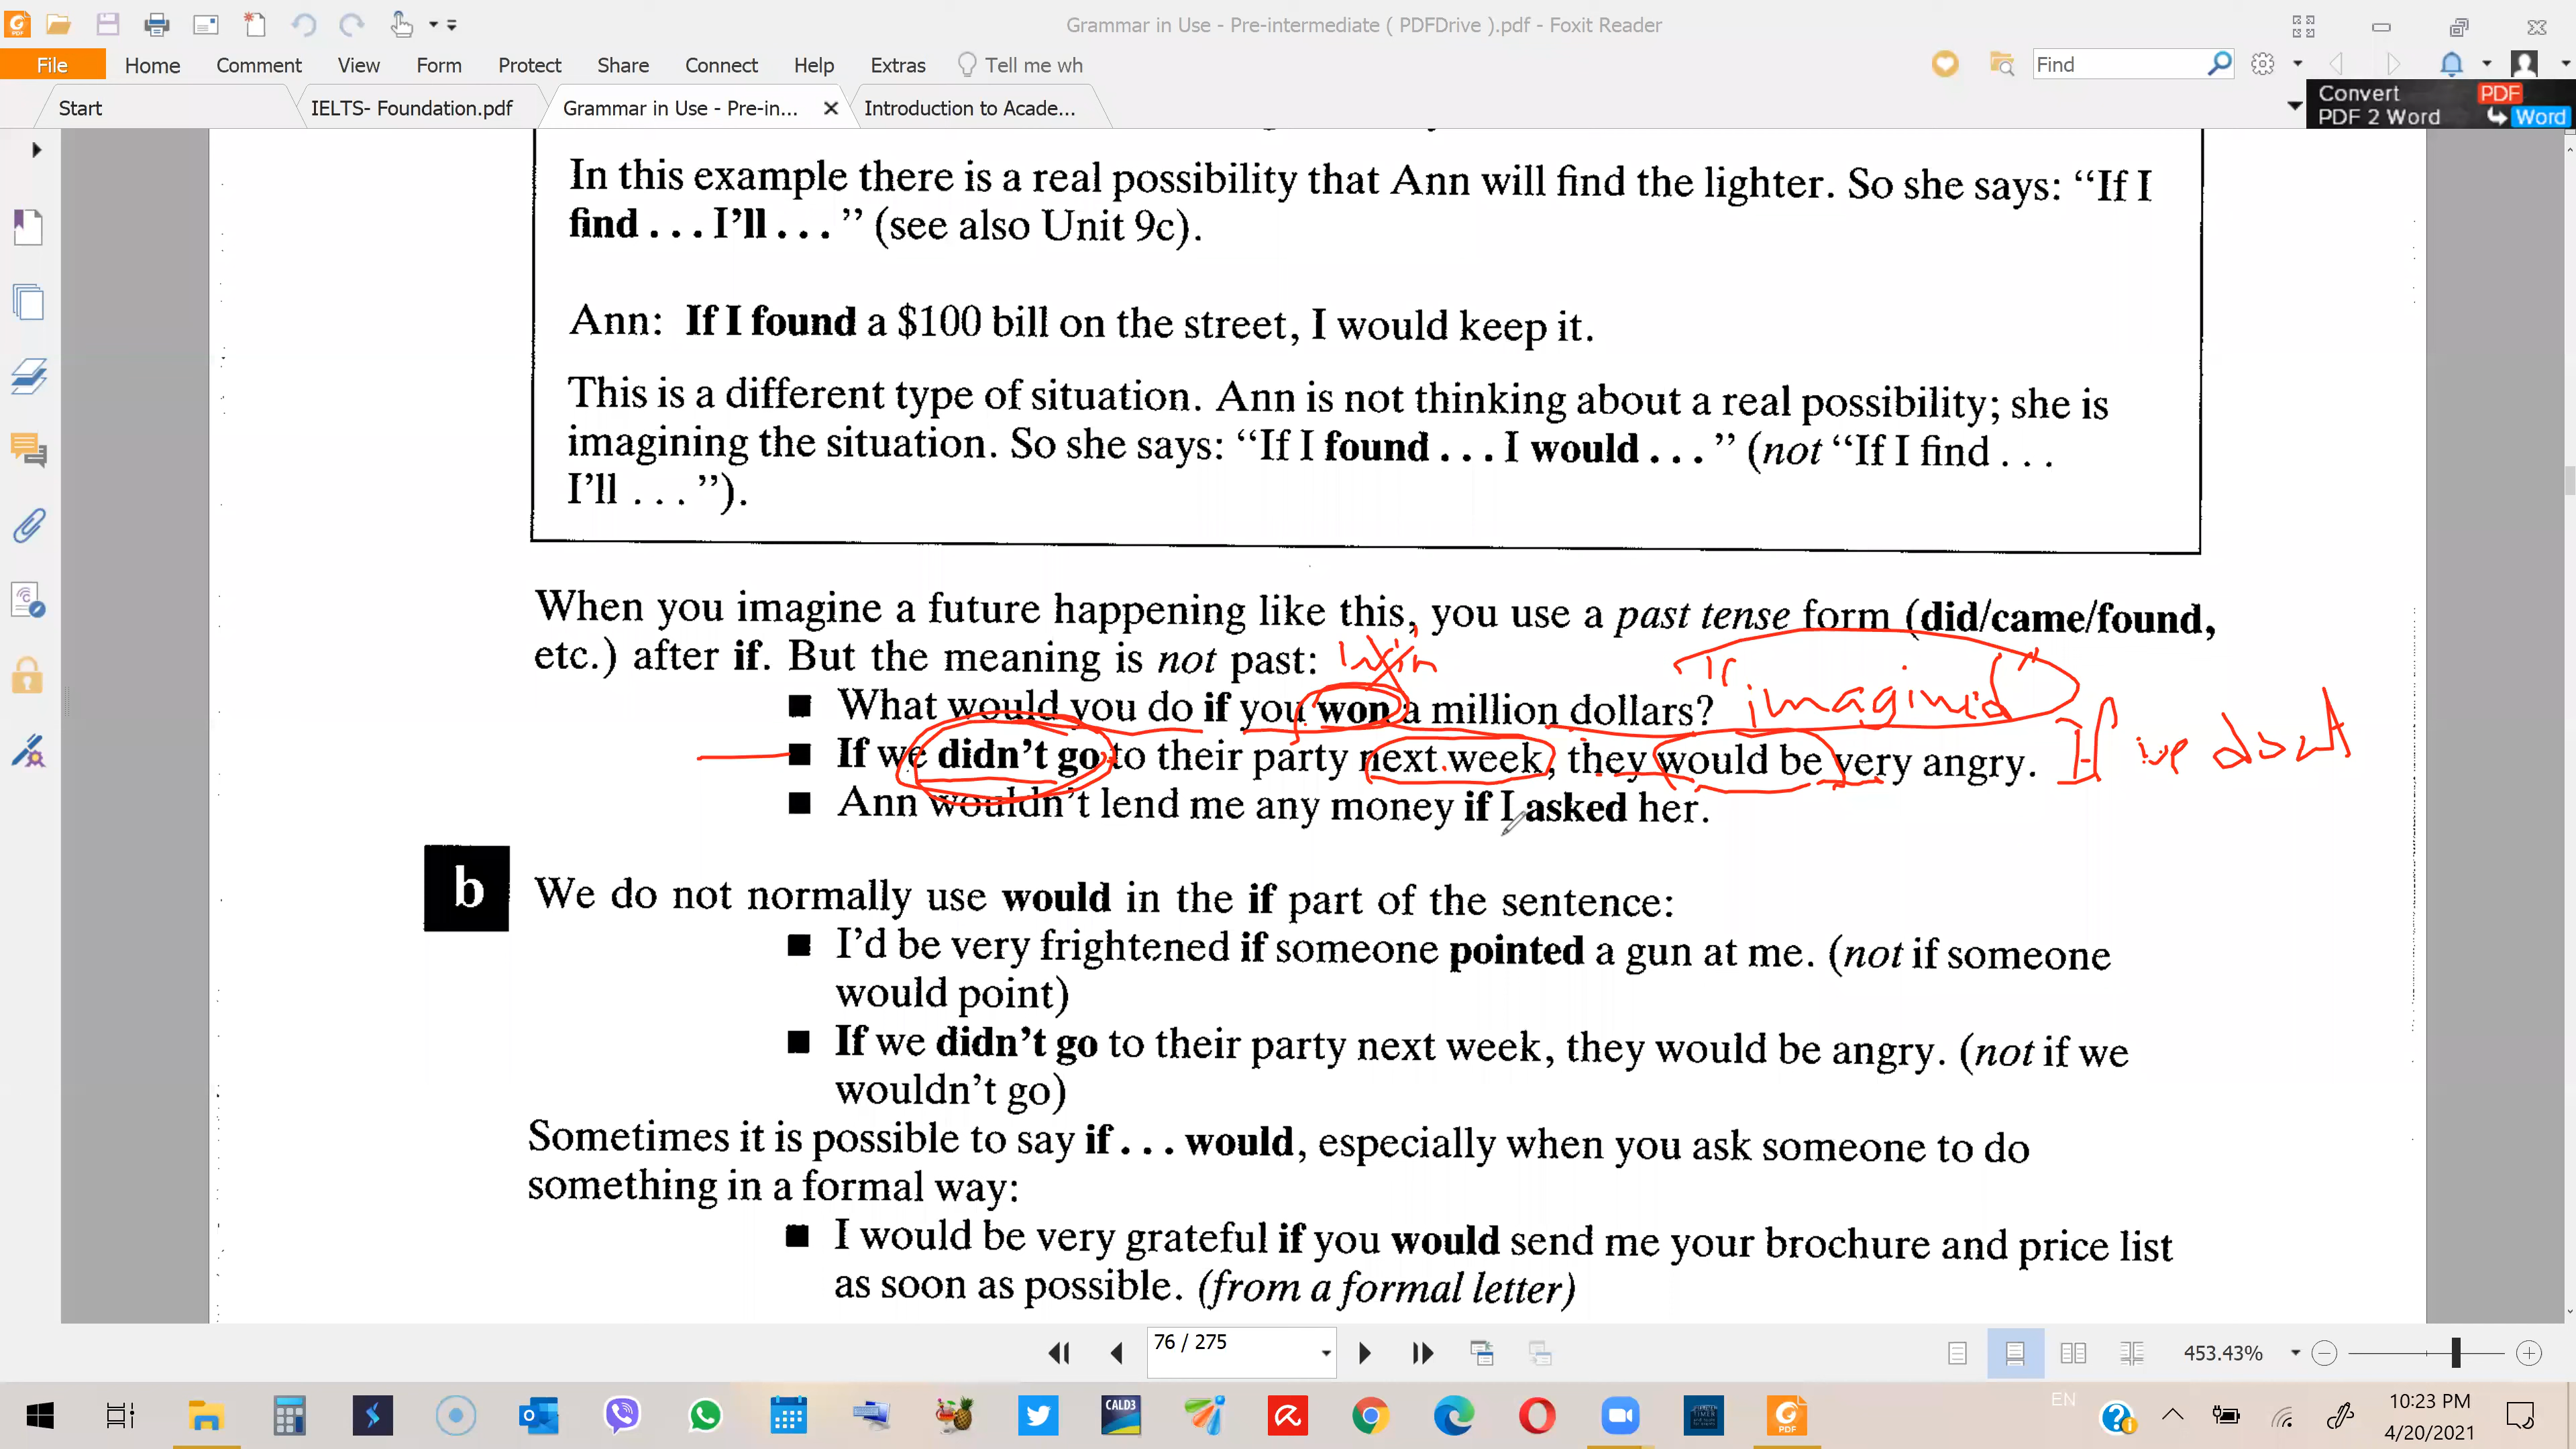 Grammar in Use - Pre-intermediate ( PDFDrive ).pdf - Foxit Reader
File Home Comment View Form Protect Share Connect Help Extras Tell me wh Find
Start IELTS- Foundation.pdf Grammar in Use - Pre-in... Introduction to Acade...
Convert PDF
PDF 2 Word Word
In this example there is a real possibility that Ann will find the lighter. So she says: “If I
find . . . I’ll . . . ” (see also Unit 9c).
Ann: If I found a $100 bill on the street, I would keep it.
This is a different type of situation. Ann is not thinking about a real possibility; she is
imagining the situation. So she says: “If I found . . . I would . . . ” (not “If I find . . .
I’ll . . . ”).
When you imagine a future happening like this, you use a past tense form (did/came/found,
etc.) after if. But the meaning is not past:
win
■ What would you do if you won a million dollars?
■ If we didn’t go to their party next week, they would be very angry. If we
■ Ann wouldn’t lend me any money if I asked her.
b We do not normally use would in the if part of the sentence:
■ I’d be very frightened if someone pointed a gun at me. (not if someone
would point)
■ If we didn’t go to their party next week, they would be angry. (not if we
wouldn’t go)
Sometimes it is possible to say if . . . would, especially when you ask someone to do
something in a formal way:
■ I would be very grateful if you would send me your brochure and price list
as soon as possible. (from a formal letter)
76 / 275 453.43%
CALD3 EN 10:23 PM
4/20/2021